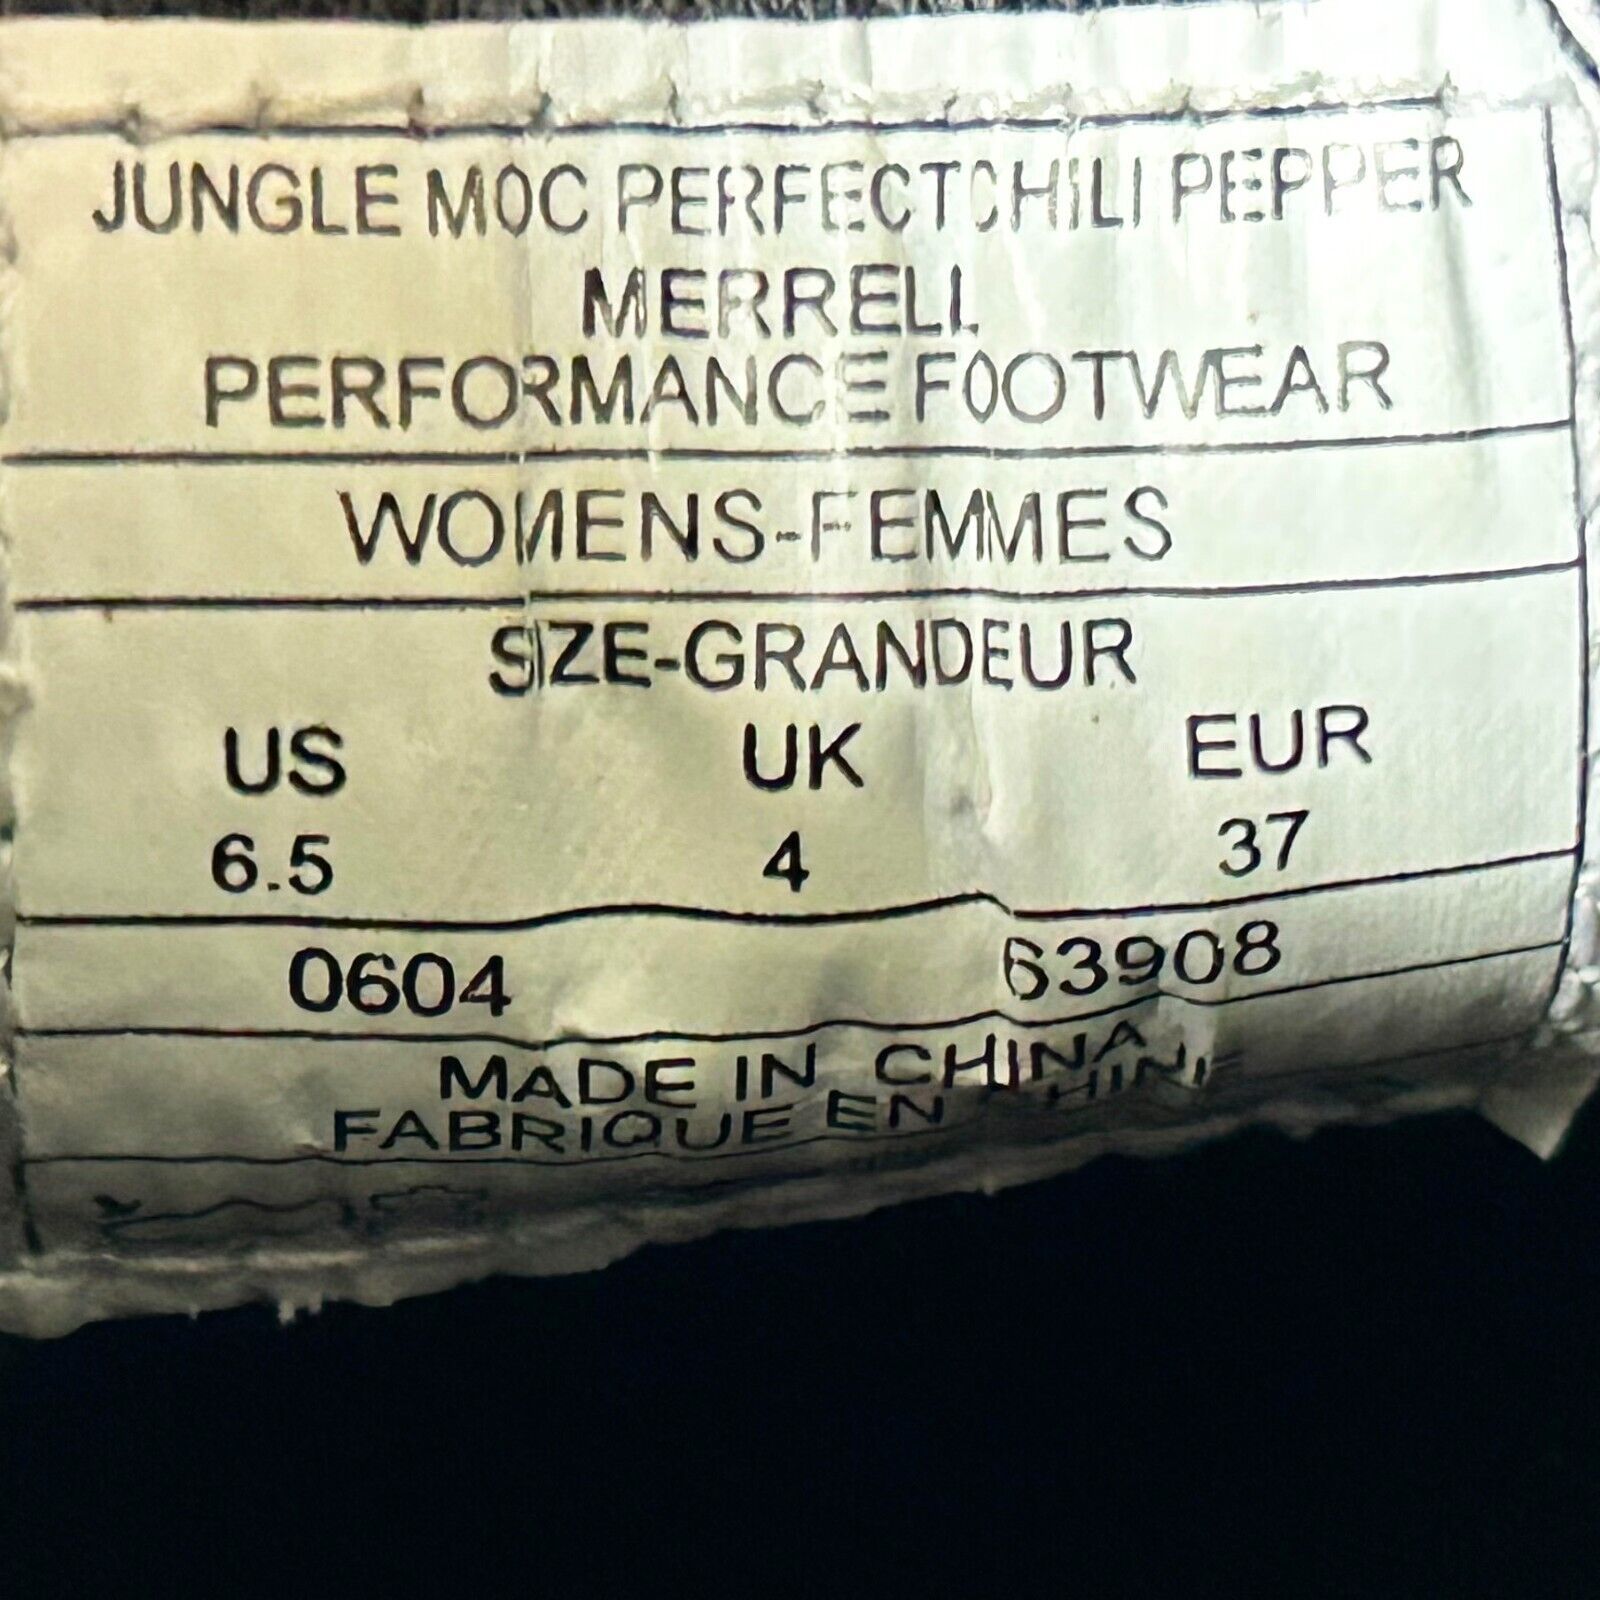 JUNGLE MOC PERFECTCHILI PEPPER
MERRELL
PERFORMANCE FOOTWEAR
WOMENS-FEMMES
SIZE-GRANDEUR
US UK EUR
6.5 4 37
0604 63908
MADE IN CHINA
FABRIQUE EN CHINE